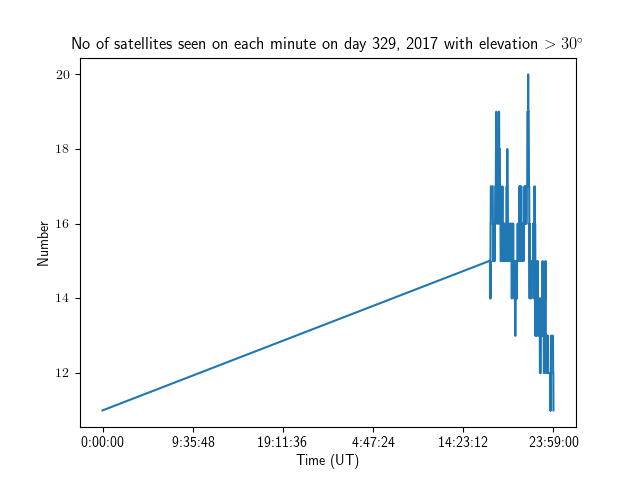 No of satellites seen on each minute on day 329, 2017 with elevation > 30°
20
18
16
14
12
Number
0:00:00 9:35:48 19:11:36 4:47:24 14:23:12 23:59:00
Time (UT)